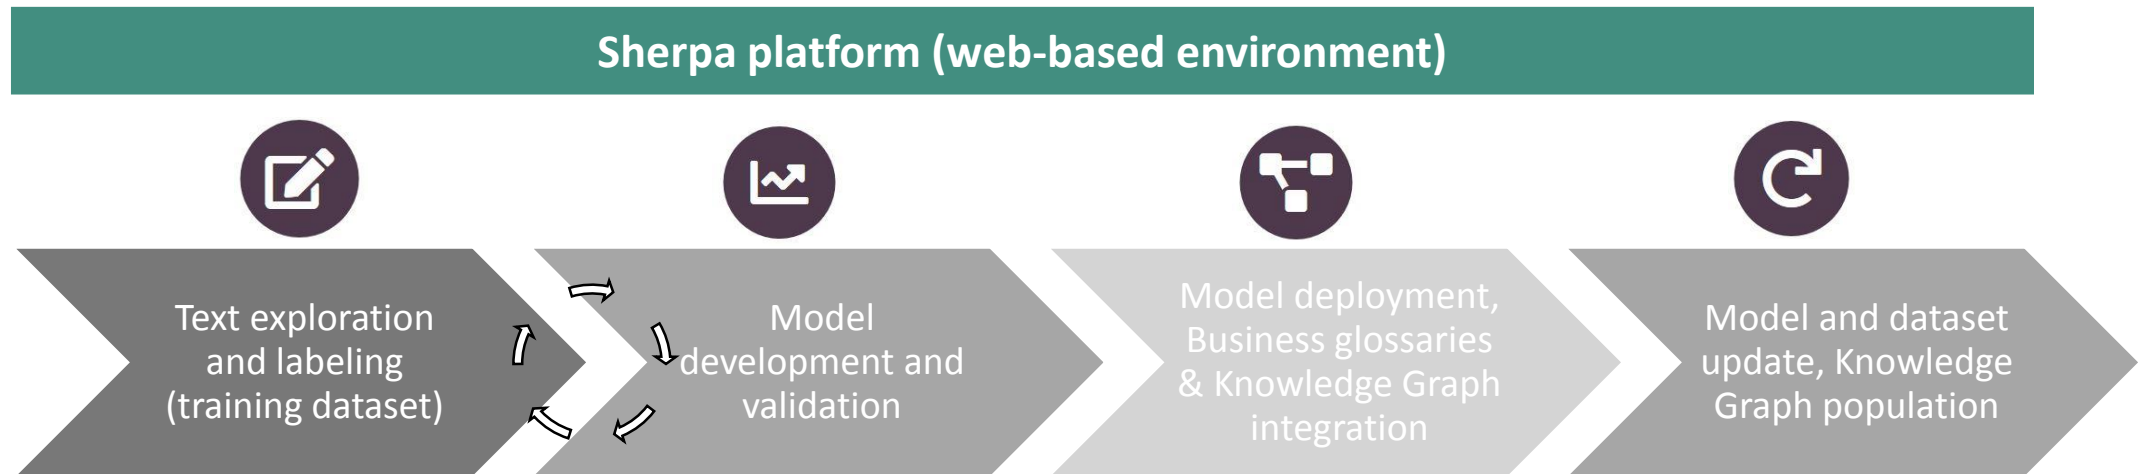 Sherpa platform (web-based environment)
Text exploration
and labeling
(training dataset)
Model
development and
validation
Model deployment,
Business glossaries
& Knowledge Graph
integration
Model and dataset
update, Knowledge
Graph population